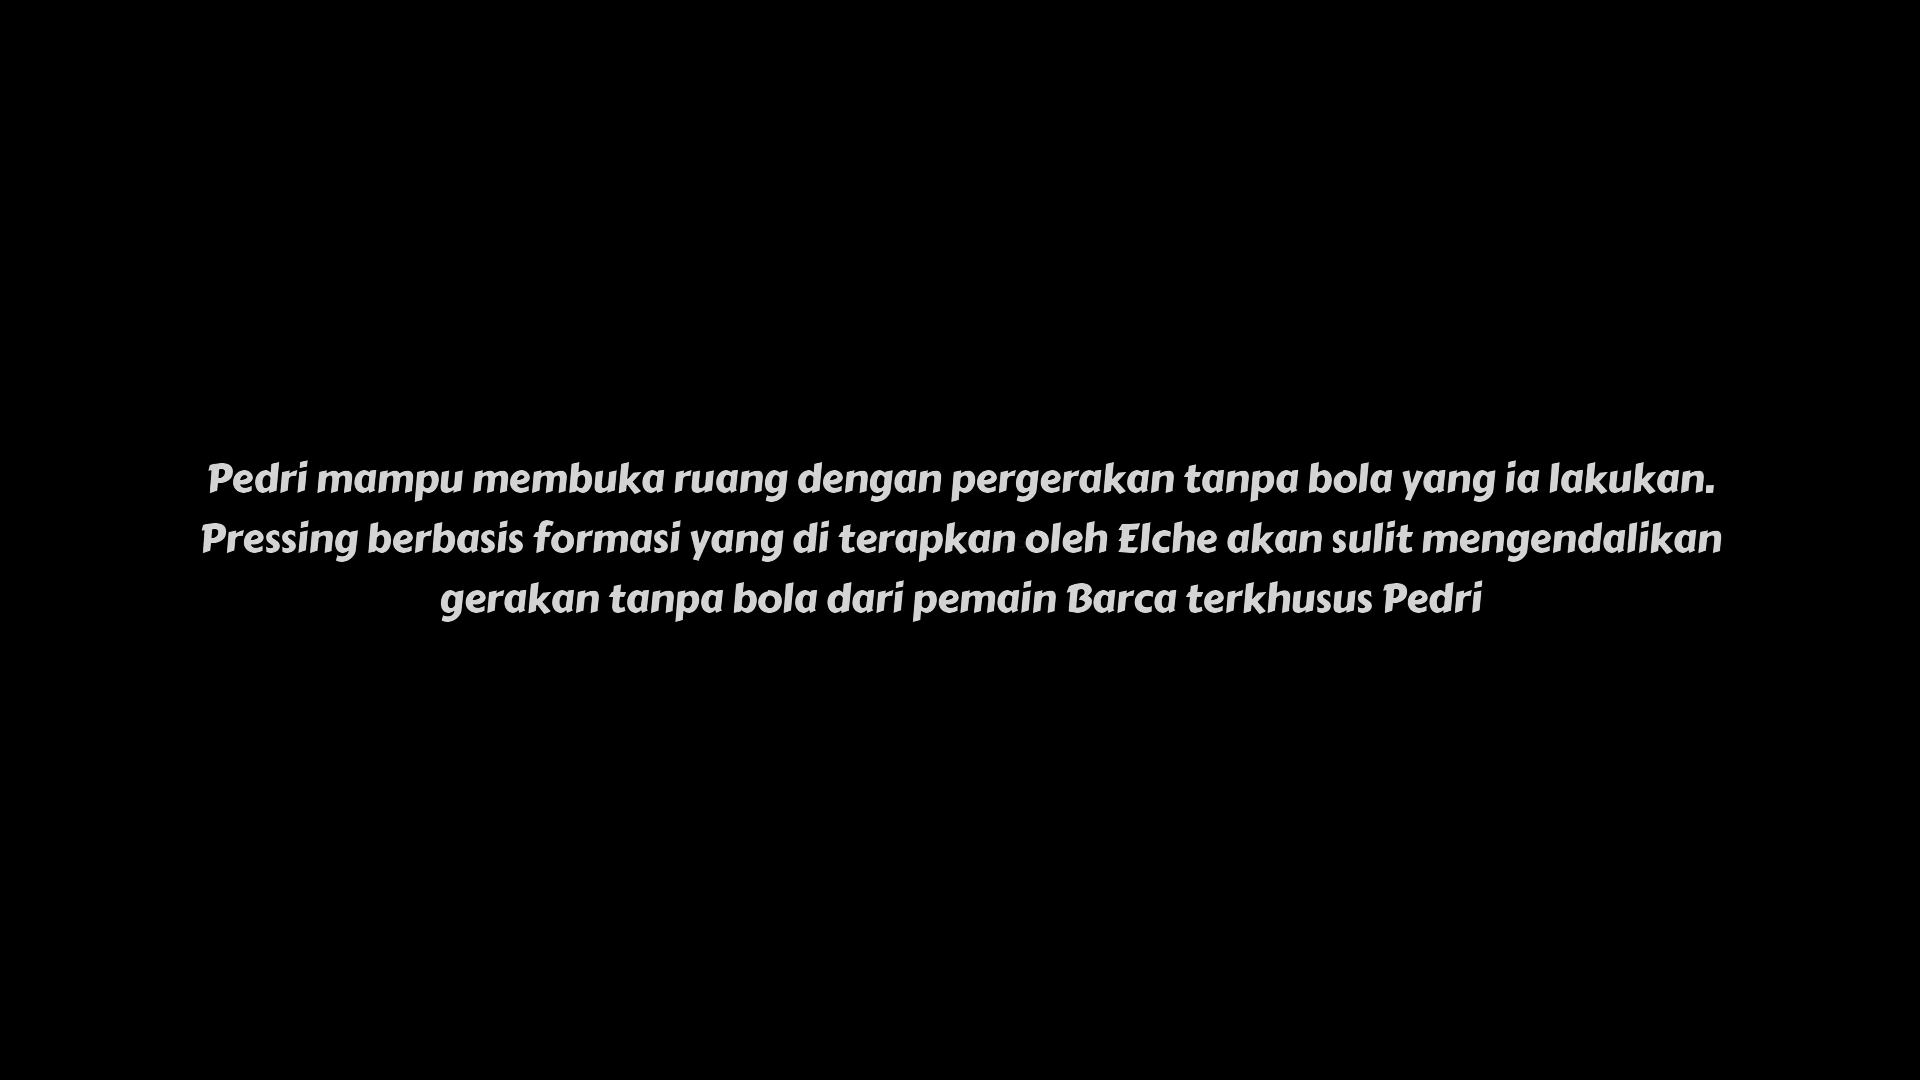 Pedri mampu membuka ruang dengan pergerakan tanpa bola yang ia lakukan.
Pressing berbasis formasi yang di terapkan oleh Elche akan sulit mengendalikan
gerakan tanpa bola dari pemain Barca terkhusus Pedri